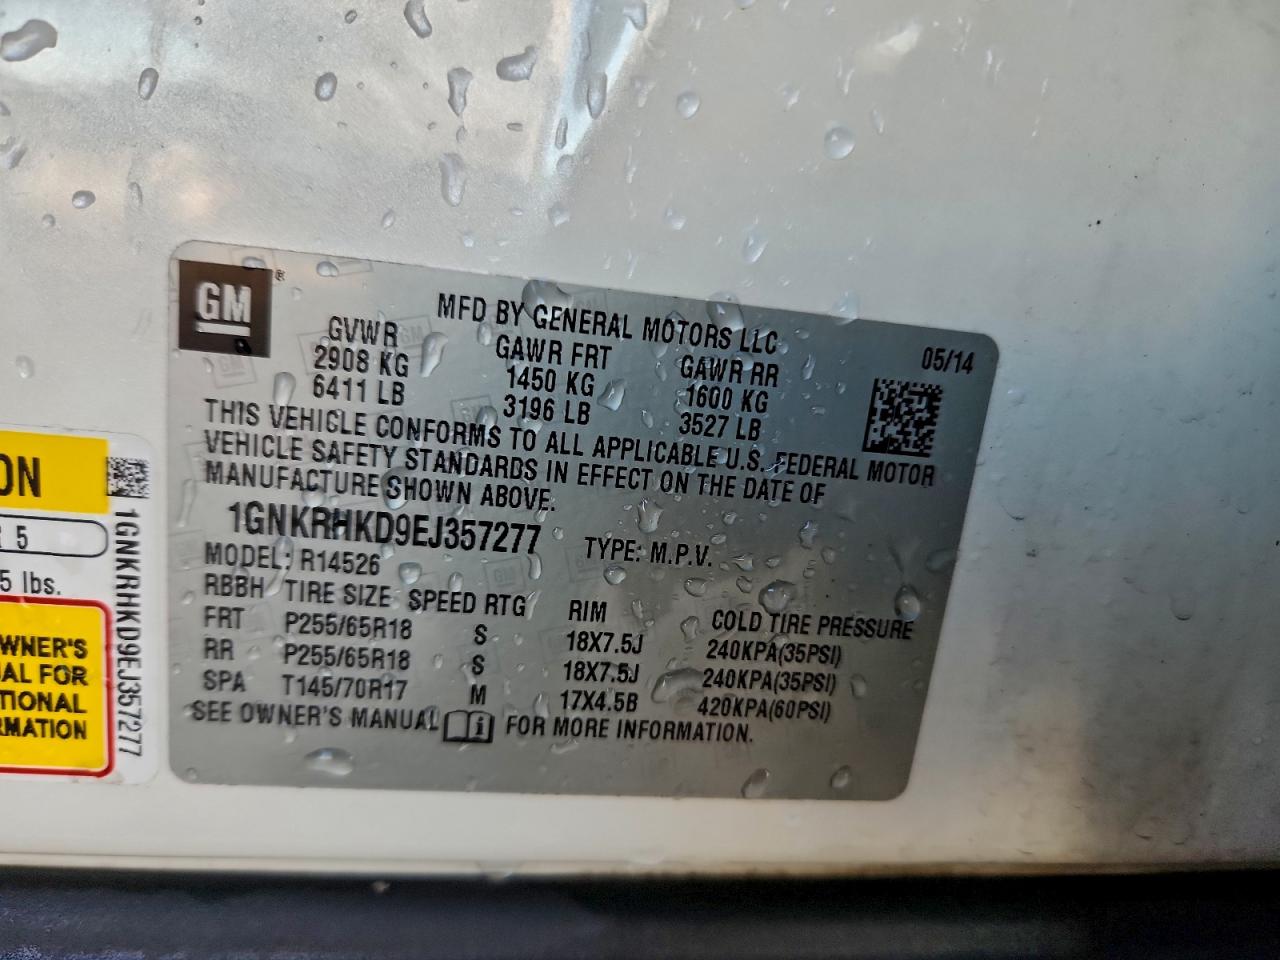 GM ®
MFD BY GENERAL MOTORS LLC
05/14
GVWR GAWR FRT GAWR RR
2908 KG 1450 KG 1600 KG
6411 LB 3196 LB 3527 LB
THIS VEHICLE CONFORMS TO ALL APPLICABLE U.S. FEDERAL MOTOR
VEHICLE SAFETY STANDARDS IN EFFECT ON THE DATE OF
MANUFACTURE SHOWN ABOVE.
1GNKRHKD9EJ357277 TYPE: M.P.V.
MODEL: R14526
RBBH TIRE SIZE SPEED RTG RIM COLD TIRE PRESSURE
FRT P255/65R18 S 18X7.5J 240KPA(35PSI)
RR P255/65R18 S 18X7.5J 240KPA(35PSI)
SPA T145/70R17 M 17X4.5B 420KPA(60PSI)
SEE OWNER'S MANUAL FOR MORE INFORMATION.
ON
R 5
5 lbs.
OWNER'S
UAL FOR
TIONAL
RMATION
1GNKRHKD9EJ357277